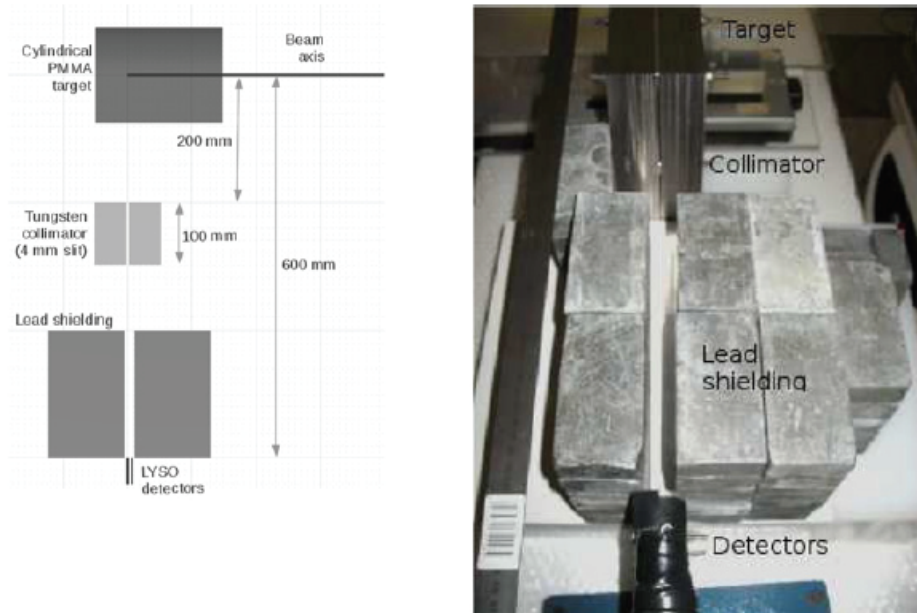 Cylindrical
PMMA
target
Beam
axis
200 mm
Tungsten
collimator
(4 mm slit)
100 mm
600 mm
Lead shielding
LYSO
detectors
Target
Collimator
Lead
shielding
Detectors